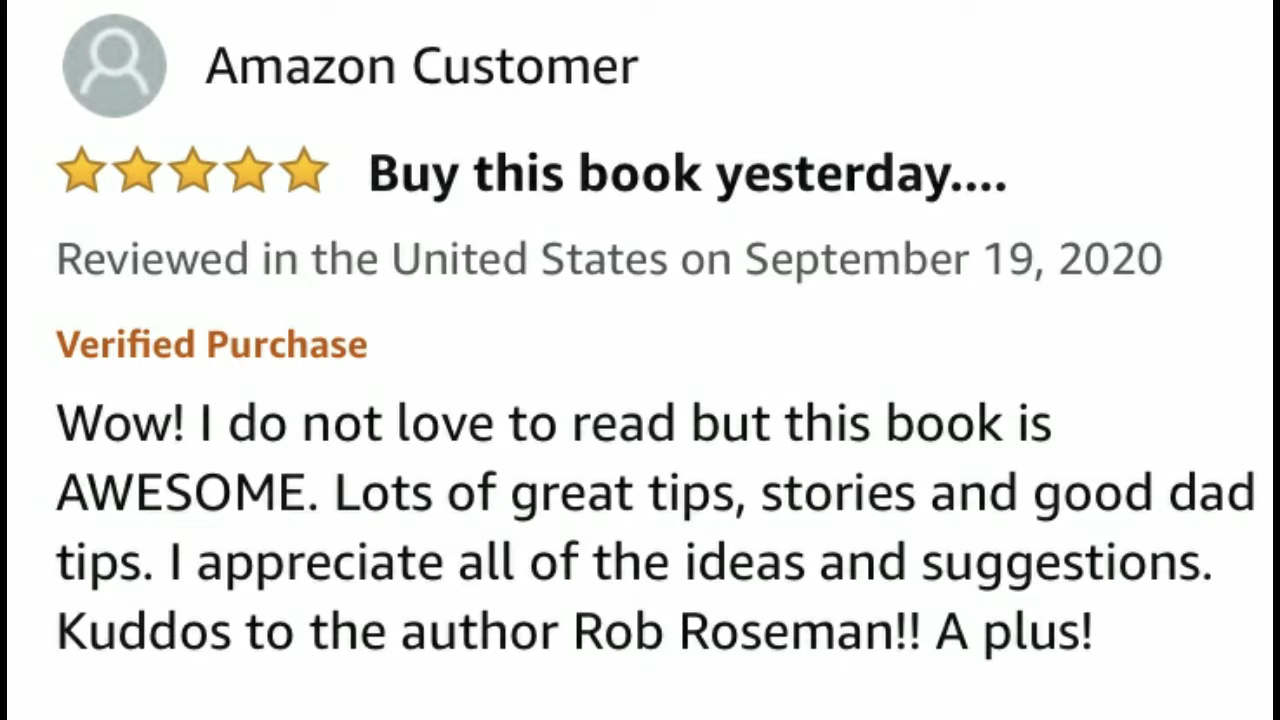 Amazon Customer
Buy this book yesterday....
Reviewed in the United States on September 19, 2020
Verified Purchase
Wow! I do not love to read but this book is
AWESOME. Lots of great tips, stories and good dad
tips. I appreciate all of the ideas and suggestions.
Kuddos to the author Rob Roseman!! A plus!